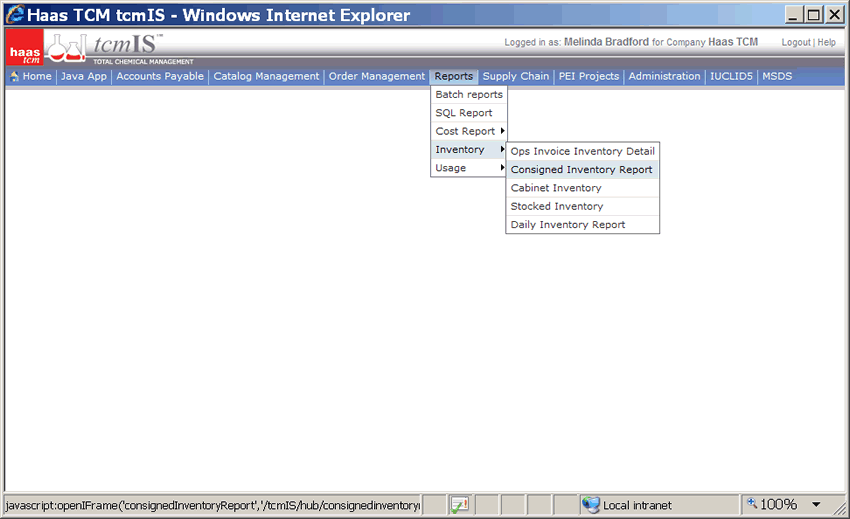 Haas TCM tcmIS - Windows Internet Explorer
haas tcm
tcmIS™
TOTAL CHEMICAL MANAGEMENT
Logged in as: Melinda Bradford for Company Haas TCM
Logout | Help
Home | Java App | Accounts Payable | Catalog Management | Order Management | Reports | Supply Chain | PEI Projects | Administration | IUCLID5 | MSDS
Batch reports
SQL Report
Cost Report
Inventory
Usage
Ops Invoice Inventory Detail
Consigned Inventory Report
Cabinet Inventory
Stocked Inventory
Daily Inventory Report
javascript:openIFrame('consignedInventoryReport','/tcmIS/hub/consignedinventory
Local intranet
100%